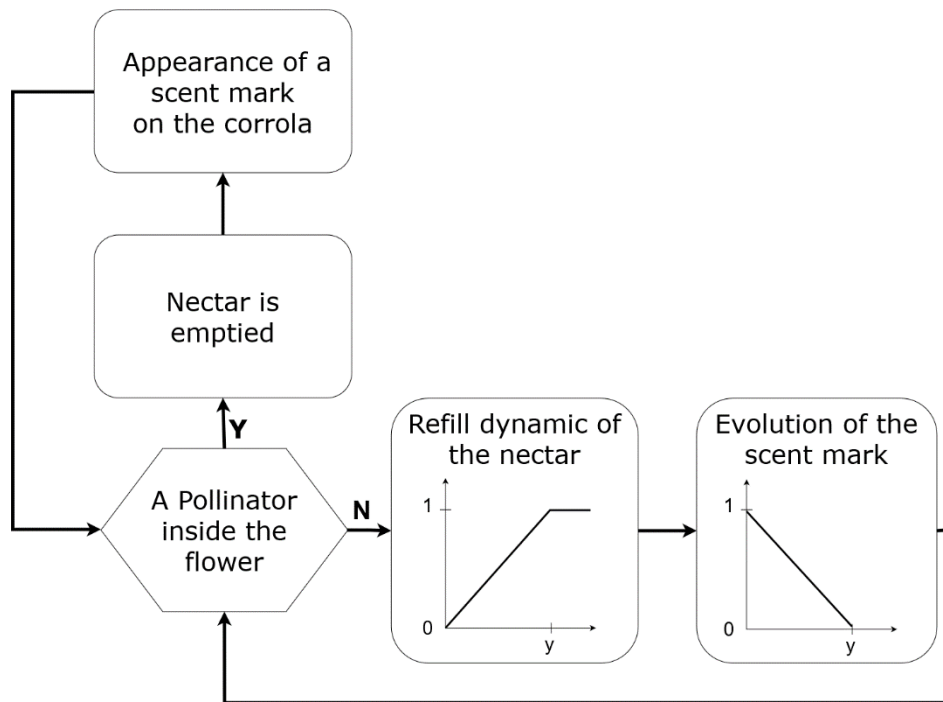 Appearance of a
scent mark
on the corrola
Nectar is
emptied
Y
A Pollinator
inside the
flower
N
Refill dynamic of
the nectar
1
0
y
Evolution of the
scent mark
1
0
y